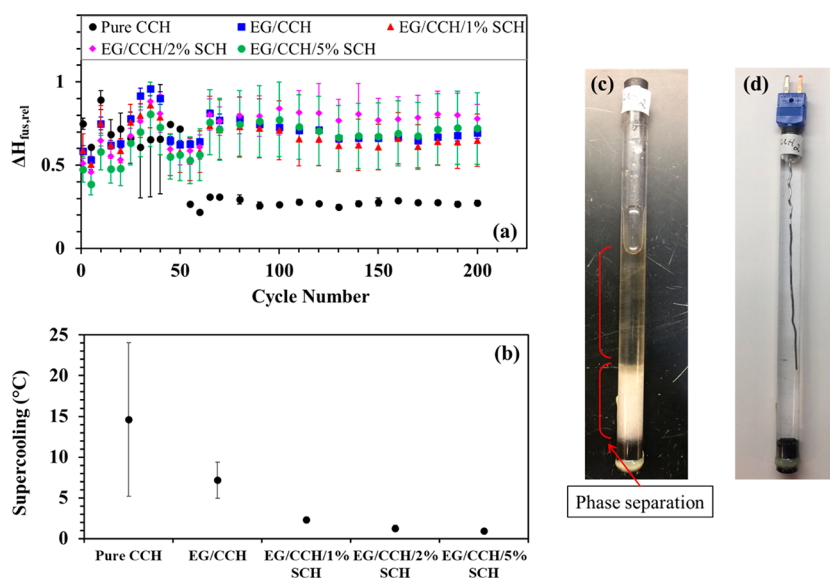 Pure CCH EG/CCH EG/CCH/1% SCH
EG/CCH/2% SCH EG/CCH/5% SCH
1
0.5
0
ΔHfus,rel
(a)
0 50 100 150 200
Cycle Number
25
20
15
10
5
0
Supercooling (°C)
(b)
Pure CCH EG/CCH EG/CCH/1% SCH EG/CCH/2% SCH EG/CCH/5% SCH
(c)
Phase separation
(d)